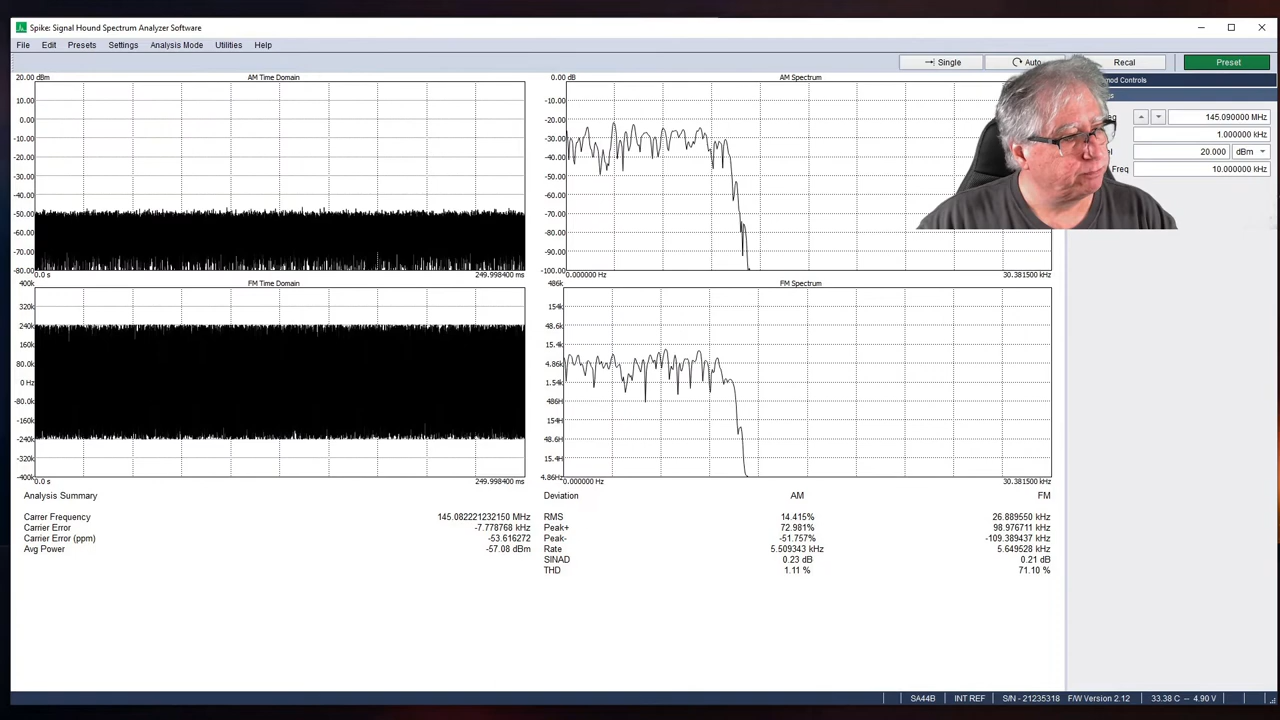 Spike: Signal Hound Spectrum Analyzer Software
File Edit Presets Settings Analysis Mode Utilities Help
Single Auto Recal Preset
20.00 dBm AM Time Domain
10.00
0.00
-10.00
-20.00
-30.00
-40.00
-50.00
-60.00
-70.00
-80.00
0.0 s 249.998400 ms
0.00 dB AM Spectrum
-10.00
-20.00
-30.00
-40.00
-50.00
-60.00
-70.00
-80.00
-90.00
-100.00
0.000000 Hz 30.381500 kHz
400k FM Time Domain
320k
240k
160k
80.0k
0 Hz
-80.0k
-160k
-240k
-320k
-400k
0.0 s 249.998400 ms
486k FM Spectrum
154k
48.6k
15.4k
4.86k
1.54k
486H
154H
48.6H
15.4H
4.86H
0.000000 Hz 30.381500 kHz
mod Controls
145.090000 MHz
1.000000 kHz
20.000 dBm
Freq 10.000000 kHz
Analysis Summary
Carrer Frequency 145.082221232150 MHz
Carrier Error -7.778768 kHz
Carrier Error (ppm) -53.616272
Avg Power -57.08 dBm
Deviation AM FM
RMS 14.415% 26.889550 kHz
Peak+ 72.981% 98.976711 kHz
Peak- -51.757% -109.389437 kHz
Rate 5.509343 kHz 5.649528 kHz
SINAD 0.23 dB 0.21 dB
THD 1.11 % 71.10 %
SA44B INT REF S/N - 21235318 F/W Version 2.12 33.38 C -- 4.90 V